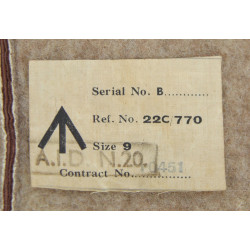 Serial No. B............
Ref. No. 22C/770
Size 9
A.I.D. N.20.
Contract No...............